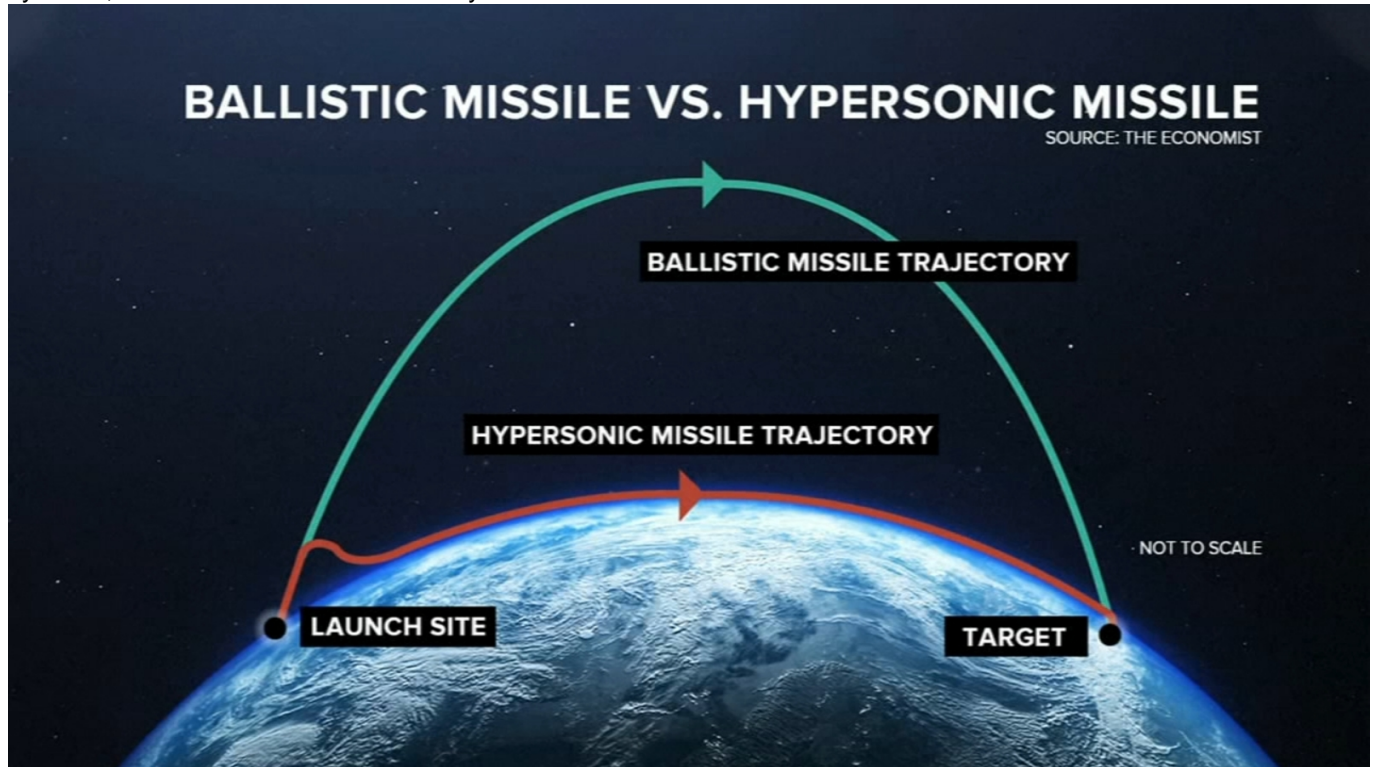 BALLISTIC MISSILE VS. HYPERSONIC MISSILE
SOURCE: THE ECONOMIST
BALLISTIC MISSILE TRAJECTORY
HYPERSONIC MISSILE TRAJECTORY
NOT TO SCALE
LAUNCH SITE
TARGET